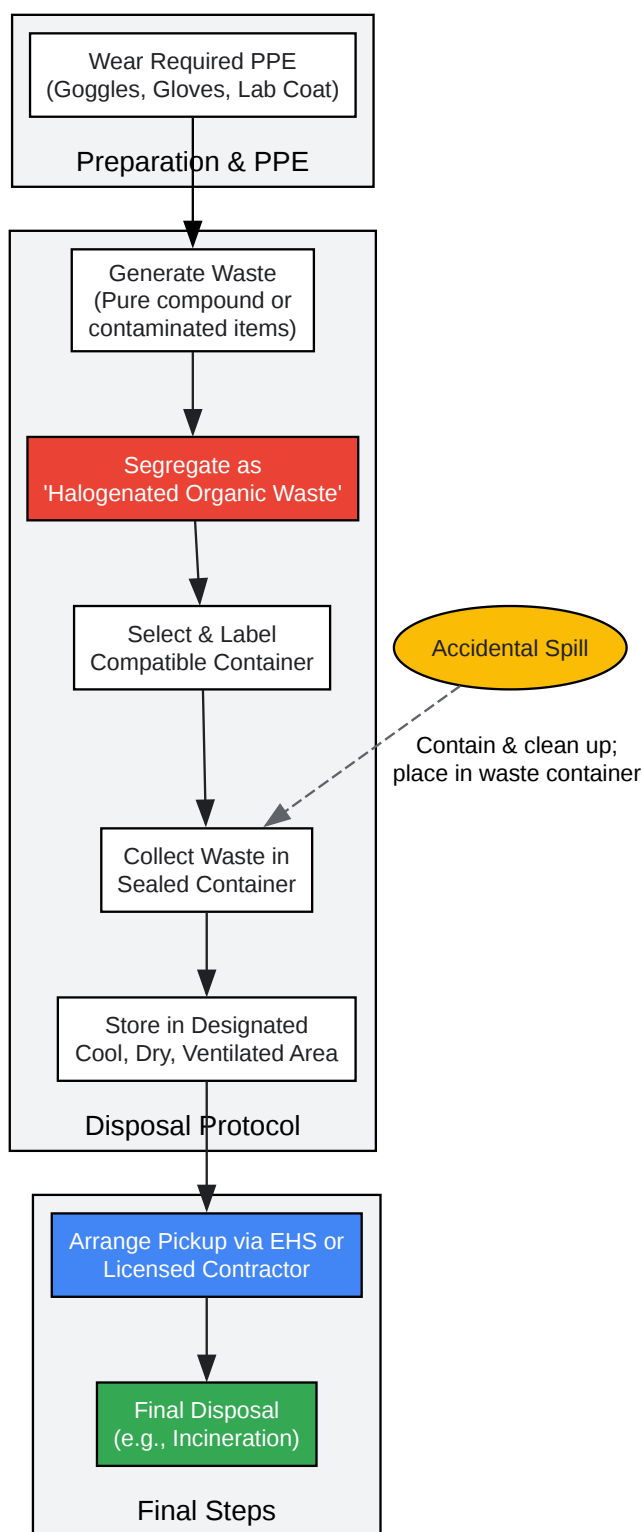 Wear Required PPE
(Goggles, Gloves, Lab Coat)
Preparation & PPE
Generate Waste
(Pure compound or
contaminated items)
Segregate as
'Halogenated Organic Waste'
Select & Label
Compatible Container
Accidental Spill
Contain & clean up;
place in waste container
Collect Waste in
Sealed Container
Store in Designated
Cool, Dry, Ventilated Area
Disposal Protocol
Arrange Pickup via EHS or
Licensed Contractor
Final Disposal
(e.g., Incineration)
Final Steps